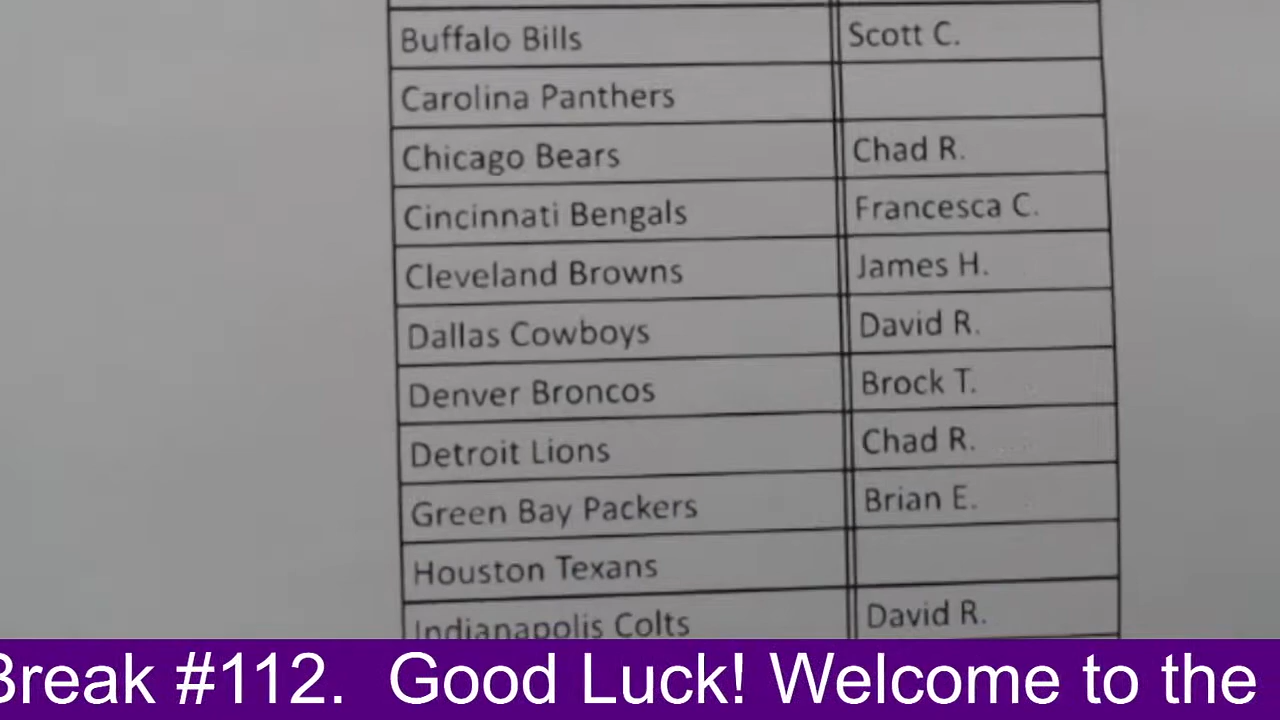 Buffalo Bills Scott C.
Carolina Panthers
Chicago Bears Chad R.
Cincinnati Bengals Francesca C.
Cleveland Browns James H.
Dallas Cowboys David R.
Denver Broncos Brock T.
Detroit Lions Chad R.
Green Bay Packers Brian E.
Houston Texans
Indianapolis Colts David R.
Break #112. Good Luck! Welcome to the